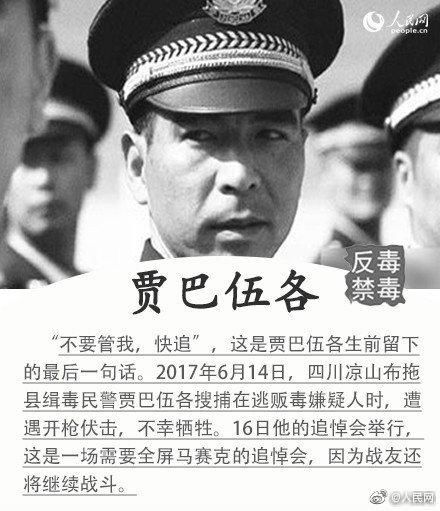 人民网
people.cn
反毒
禁毒
贾巴伍各
“不要管我，快追”，这是贾巴伍各生前留下
的最后一句话。2017年6月14日，四川凉山布拖
县缉毒民警贾巴伍各搜捕在逃贩毒嫌疑人时，遭
遇开枪伏击，不幸牺牲。16日他的追悼会举行，
这是一场需要全屏马赛克的追悼会，因为战友还
将继续战斗。
@人民网